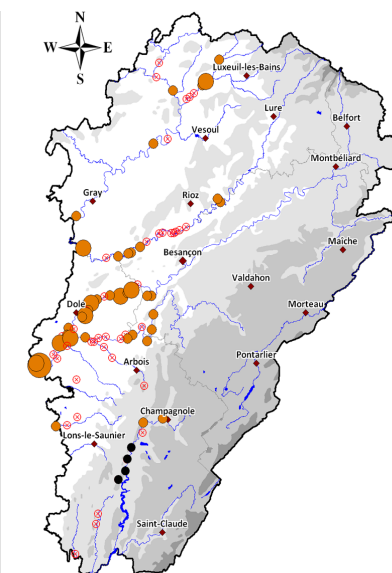 N
W E
S
Luxeuil-les-Bains
Lure
Belfort
Vesoul
Montbéliard
Gray
Rioz
Maîche
Besançon
Valdahon
Dole
Morteau
Pontarlier
Arbois
Champagnole
Lons-le-Saunier
Saint-Claude